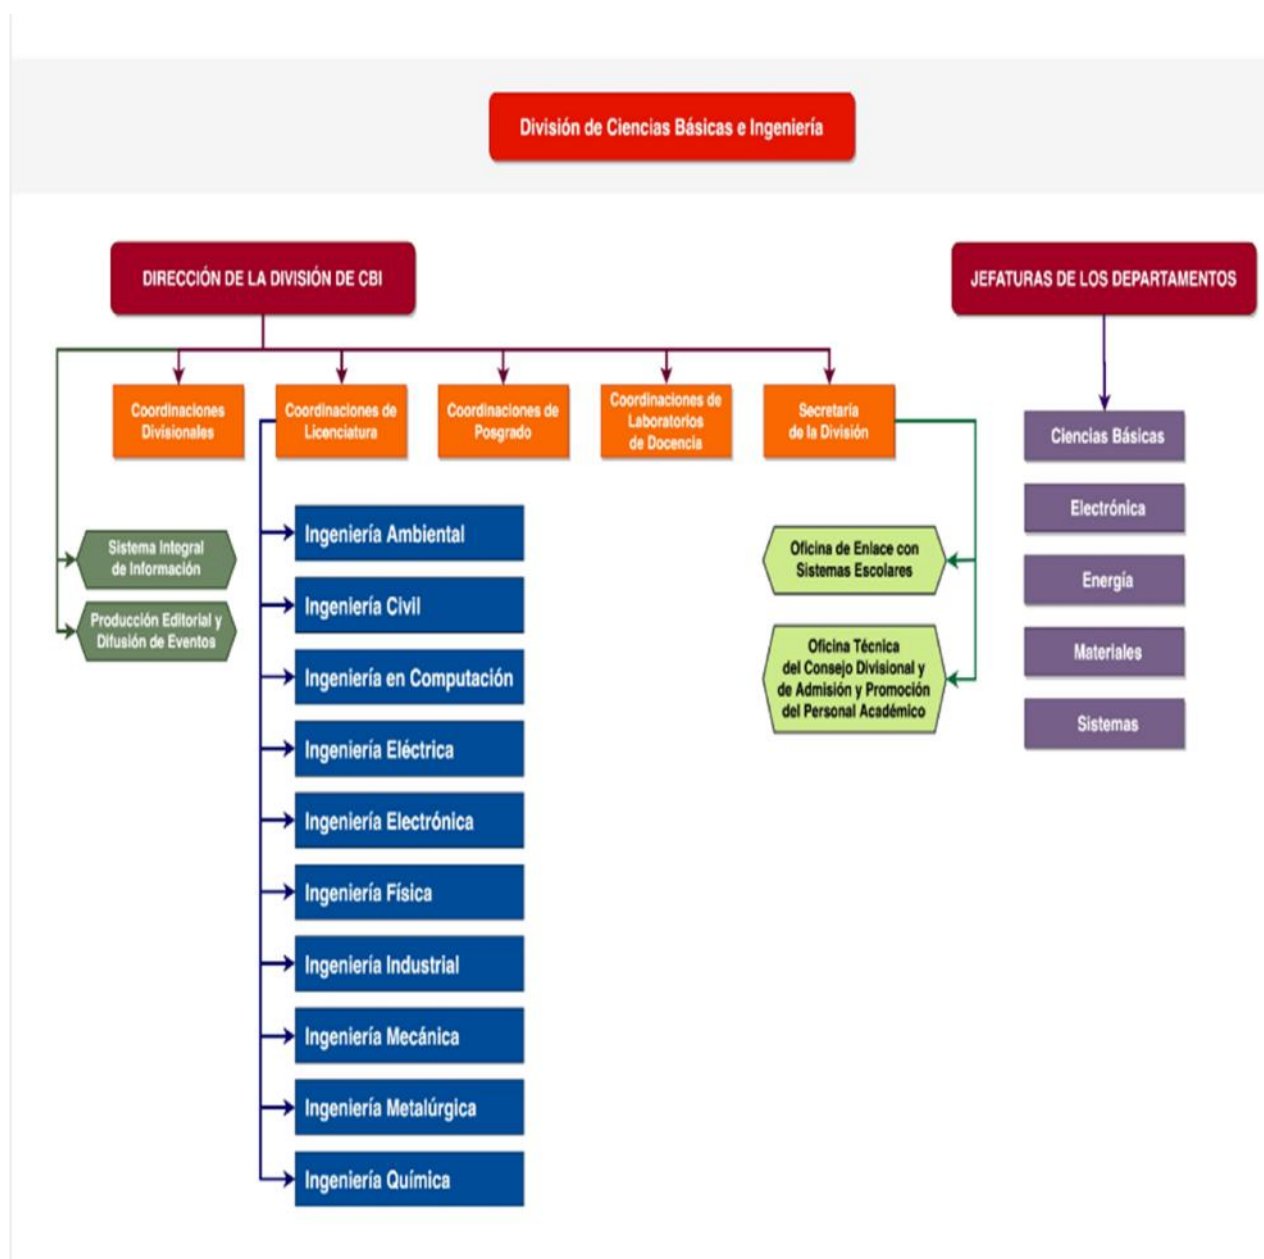 División de Ciencias Básicas e Ingeniería
DIRECCIÓN DE LA DIVISIÓN DE CBI
JEFATURAS DE LOS DEPARTAMENTOS
Coordinaciones
Divisionales
Coordinaciones de
Licenciatura
Coordinaciones de
Posgrado
Coordinaciones de
Laboratorios
de Docencia
Secretaría
de la División
Sistema Integral
de Información
Producción Editorial y
Difusión de Eventos
Ingeniería Ambiental
Ingeniería Civil
Ingeniería en Computación
Ingeniería Eléctrica
Ingeniería Electrónica
Ingeniería Física
Ingeniería Industrial
Ingeniería Mecánica
Ingeniería Metalúrgica
Ingeniería Química
Oficina de Enlace con
Sistemas Escolares
Oficina Técnica
del Consejo Divisional y
de Admisión y Promoción
del Personal Académico
Ciencias Básicas
Electrónica
Energía
Materiales
Sistemas